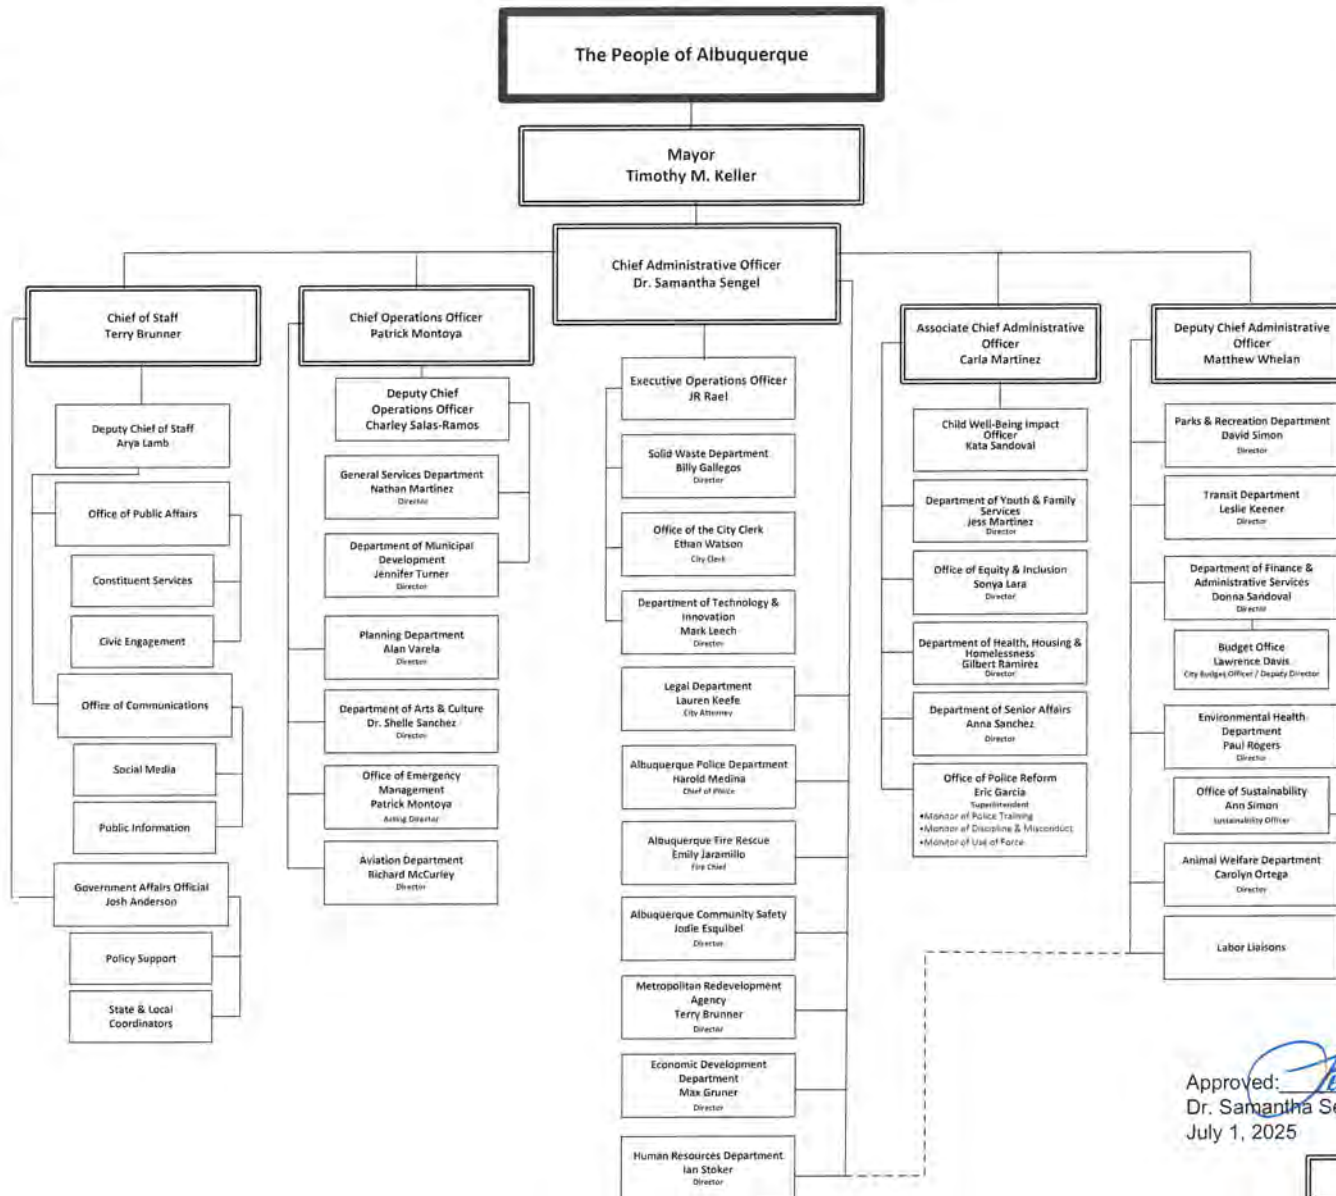 The People of Albuquerque
Mayor
Timothy M. Keller
Chief Administrative Officer
Dr. Samantha Sengel
Chief of Staff
Terry Brunner
Deputy Chief of Staff
Arya Lamb
Office of Public Affairs
Constituent Services
Civic Engagement
Office of Communications
Social Media
Public Information
Government Affairs Official
Josh Anderson
Policy Support
State & Local
Coordinators
Chief Operations Officer
Patrick Montoya
Deputy Chief
Operations Officer
Charley Salas-Ramos
General Services Department
Nathan Martinez
Director
Department of Municipal
Development
Jennifer Turner
Director
Planning Department
Alan Varela
Director
Department of Arts & Culture
Dr. Shelle Sanchez
Director
Office of Emergency
Management
Patrick Montoya
Acting Director
Aviation Department
Richard McCurley
Director
Executive Operations Officer
JR Rael
Solid Waste Department
Billy Gallegos
Director
Office of the City Clerk
Ethan Watson
City Clerk
Department of Technology &
Innovation
Mark Leech
Director
Legal Department
Lauren Keefe
City Attorney
Albuquerque Police Department
Harold Medina
Chief of Police
Albuquerque Fire Rescue
Emily Jaramillo
Fire Chief
Albuquerque Community Safety
Jodie Esquibel
Director
Metropolitan Redevelopment
Agency
Terry Brunner
Director
Economic Development
Department
Max Gruner
Director
Human Resources Department
Ian Stoker
Director
Associate Chief Administrative
Officer
Carla Martinez
Child Well-Being Impact
Officer
Kata Sandoval
Department of Youth & Family
Services
Jess Martinez
Director
Office of Equity & Inclusion
Sonya Lara
Director
Department of Health, Housing &
Homelessness
Gilbert Ramirez
Director
Department of Senior Affairs
Anna Sanchez
Director
Office of Police Reform
Eric Garcia
Superintendent
•Monitor of Police Training
•Monitor of Discipline & Misconduct
•Monitor of Use of Force
Deputy Chief Administrative
Officer
Matthew Whelan
Parks & Recreation Department
David Simon
Director
Transit Department
Leslie Keener
Director
Department of Finance &
Administrative Services
Donna Sandoval
Director
Budget Office
Lawrence Davis
City Budget Officer / Deputy Director
Environmental Health
Department
Paul Rogers
Director
Office of Sustainability
Ann Simon
Sustainability Officer
Animal Welfare Department
Carolyn Ortega
Director
Labor Liaisons
Approved:
Dr. Samantha Se
July 1, 2025